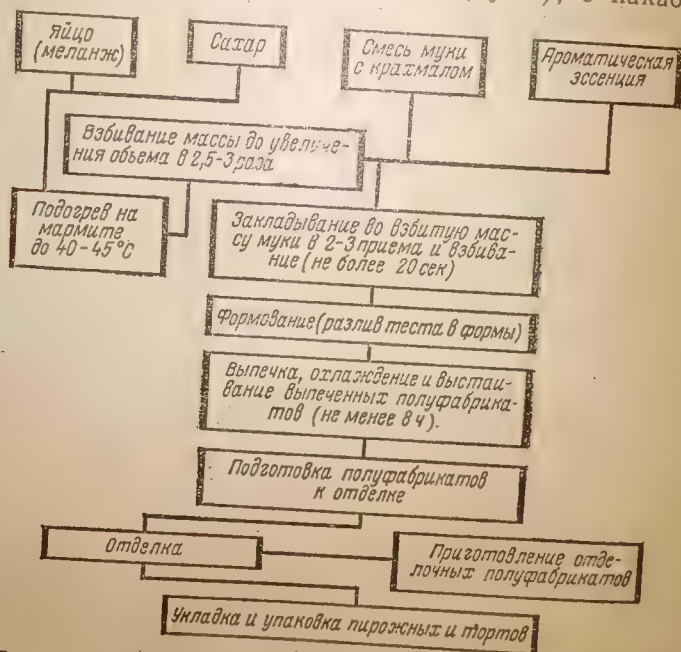 с какао
Яйцо
(меланж)
Сахар
Смесь муки
с крахмалом
Ароматическая
эссенция
Взбивание массы до увеличе-
ния объема в 2,5-3 раза
Подогрев на
мармите
до 40-45°С
Закладывание во взбитую мас-
су муки в 2-3 приема и взбива-
ние (не более 20 сек)
Формование (разлив теста в формы)
Выпечка, охлаждение и выстаи-
вание выпеченных полуфабрика-
тов (не менее 8 ч).
Подготовка полуфабрикатов
к отделке
Отделка
Приготовление отде-
лочных полуфабрикатов
Укладка и упаковка пирожных и тортов